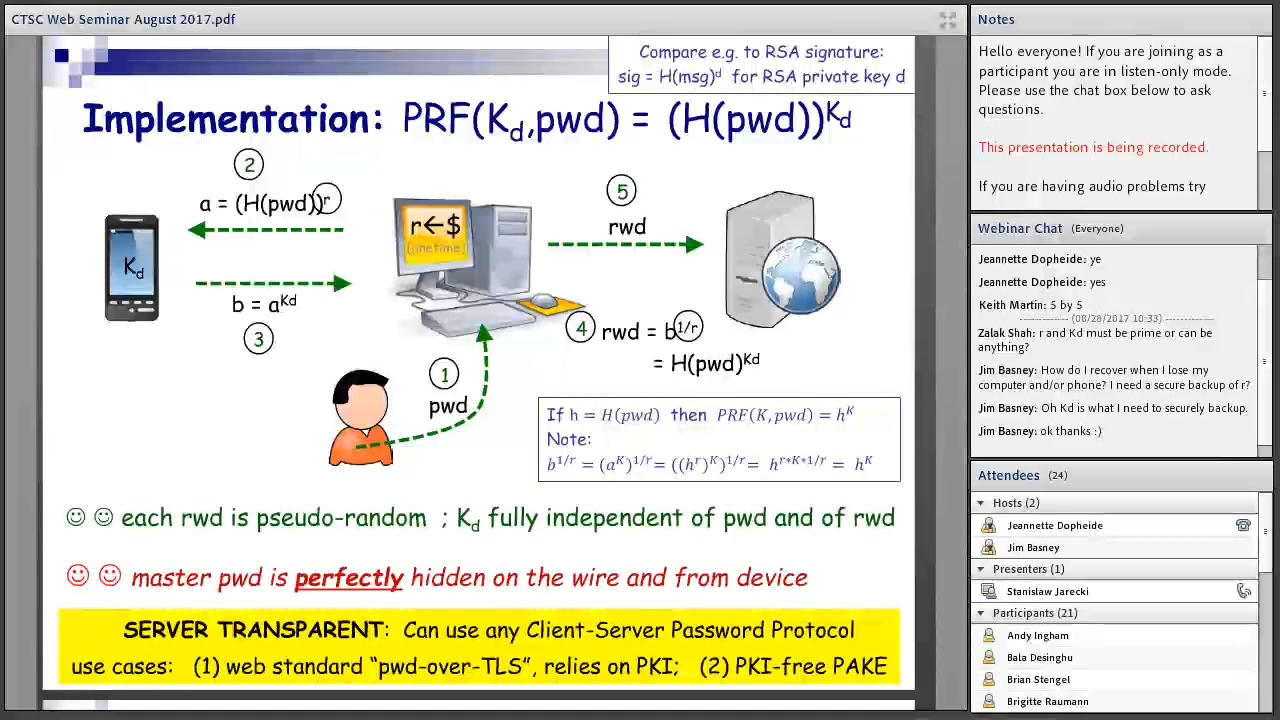 CTSC Web Seminar August 2017.pdf
Compare e.g. to RSA signature:
sig = H(msg)^d for RSA private key d
Implementation: PRF(K_d,pwd) = (H(pwd))^Kd
2
a = (H(pwd))^r
K_d
b = a^Kd
3
r←$
(onetime)
5
rwd
4 rwd = b^1/r
= H(pwd)^Kd
1
pwd
If h = H(pwd) then PRF(K,pwd) = h^K
Note:
b^1/r = (a^K)^1/r = ((h^r)^K)^1/r = h^r*K*1/r = h^K
☺ ☺ each rwd is pseudo-random ; K_d fully independent of pwd and of rwd
☺ ☺ master pwd is perfectly hidden on the wire and from device
SERVER TRANSPARENT: Can use any Client-Server Password Protocol
use cases: (1) web standard “pwd-over-TLS”, relies on PKI; (2) PKI-free PAKE
Notes
Hello everyone! If you are joining as a
participant you are in listen-only mode.
Please use the chat box below to ask
questions.
This presentation is being recorded.
If you are having audio problems try
Webinar Chat (Everyone)
Jeannette Dopheide: ye
Jeannette Dopheide: yes
Keith Martin: 5 by 5
-------------- (08/28/2017 10:33) --------------
Zalak Shah: r and Kd must be prime or can be
anything?
Jim Basney: How do I recover when I lose my
computer and/or phone? I need a secure backup of r?
Jim Basney: Oh Kd is what I need to securely backup.
Jim Basney: ok thanks :)
Attendees (24)
Hosts (2)
Jeannette Dopheide
Jim Basney
Presenters (1)
Stanislaw Jarecki
Participants (21)
Andy Ingham
Bala Desinghu
Brian Stengel
Brigitte Raumann